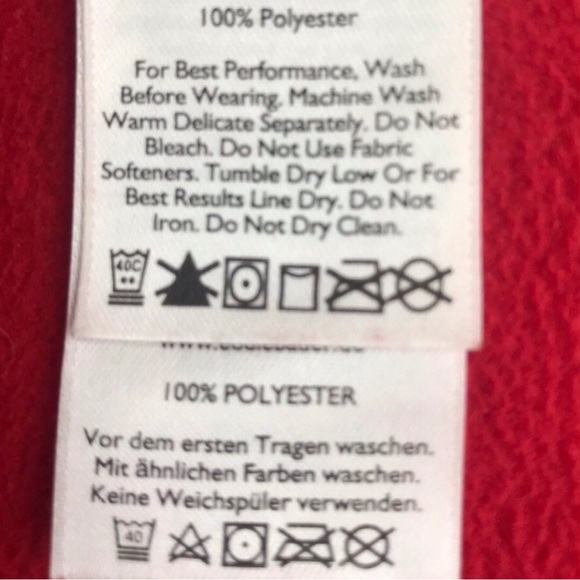 100% Polyester
For Best Performance, Wash
Before Wearing. Machine Wash
Warm Delicate Separately. Do Not
Bleach. Do Not Use Fabric
Softeners. Tumble Dry Low Or For
Best Results Line Dry. Do Not
Iron. Do Not Dry Clean.
40C
100% POLYESTER
Vor dem ersten Tragen waschen.
Mit ähnlichen Farben waschen.
Keine Weichspüler verwenden.
40